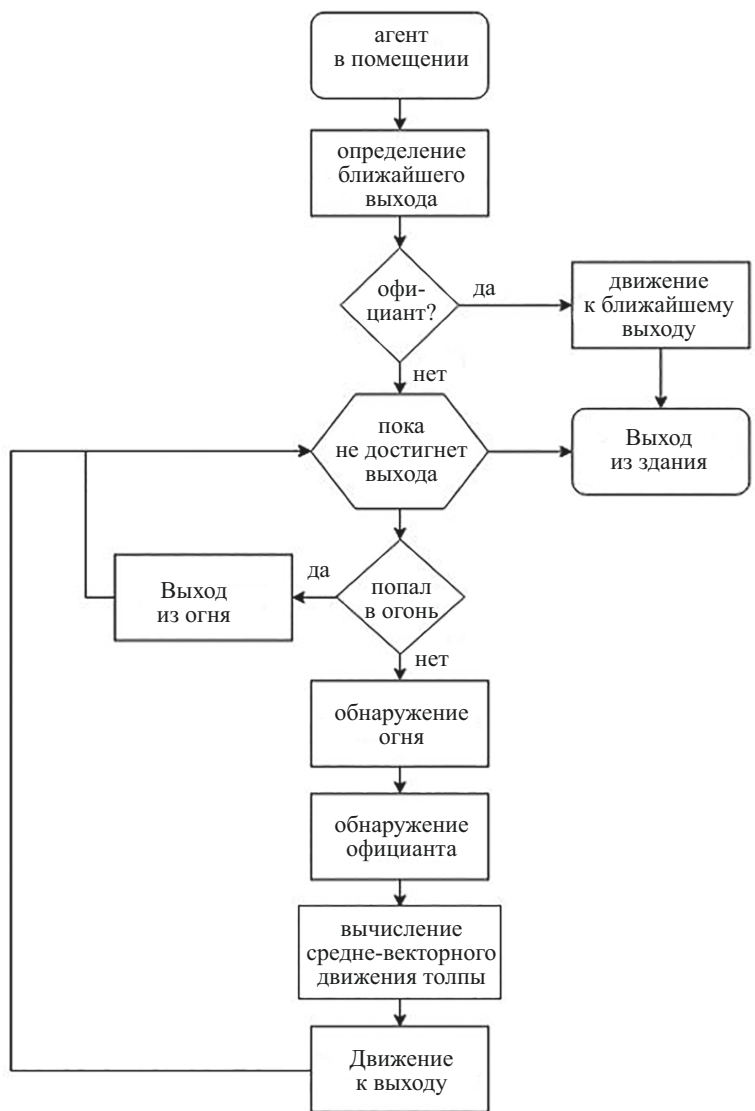 агент
в помещении
определение
ближайшего
выхода
офи-
циант?
да
движение
к ближайшему
выходу
нет
пока
не достигнет
выхода
Выход
из здания
попал
в огонь
да
Выход
из огня
нет
обнаружение
огня
обнаружение
официанта
вычисление
средне-векторного
движения толпы
Движение
к выходу